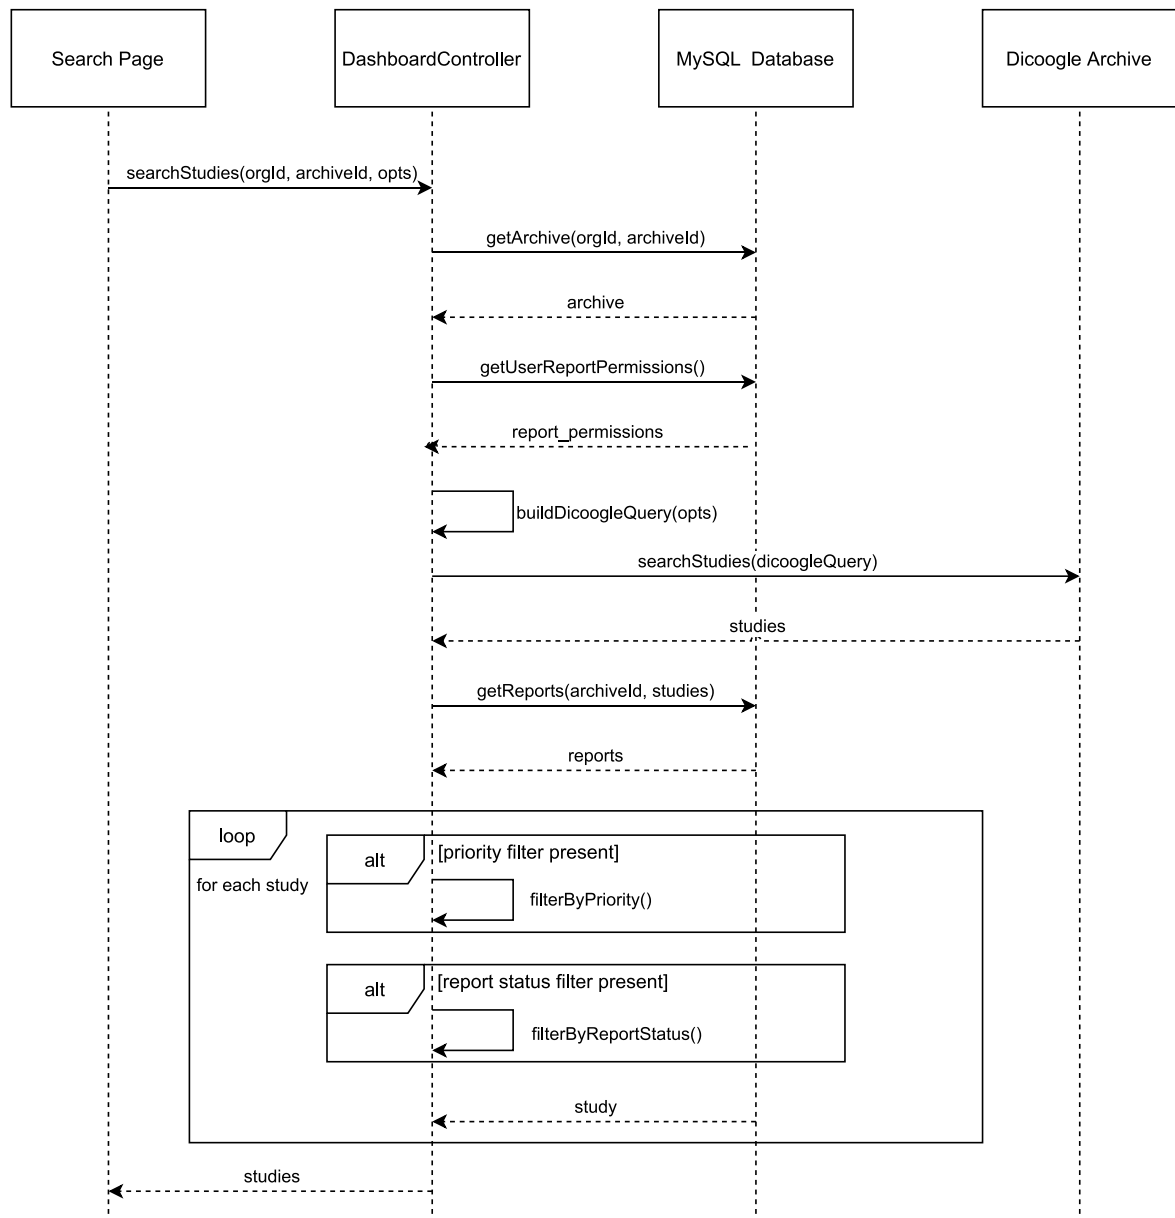 Search Page
DashboardController
MySQL Database
Dicoogle Archive
searchStudies(orgId, archiveId, opts)
getArchive(orgId, archiveId)
archive
getUserReportPermissions()
report_permissions
buildDicoogleQuery(opts)
searchStudies(dicoogleQuery)
studies
getReports(archiveId, studies)
reports
loop
for each study
alt
[priority filter present]
filterByPriority()
alt
[report status filter present]
filterByReportStatus()
study
studies